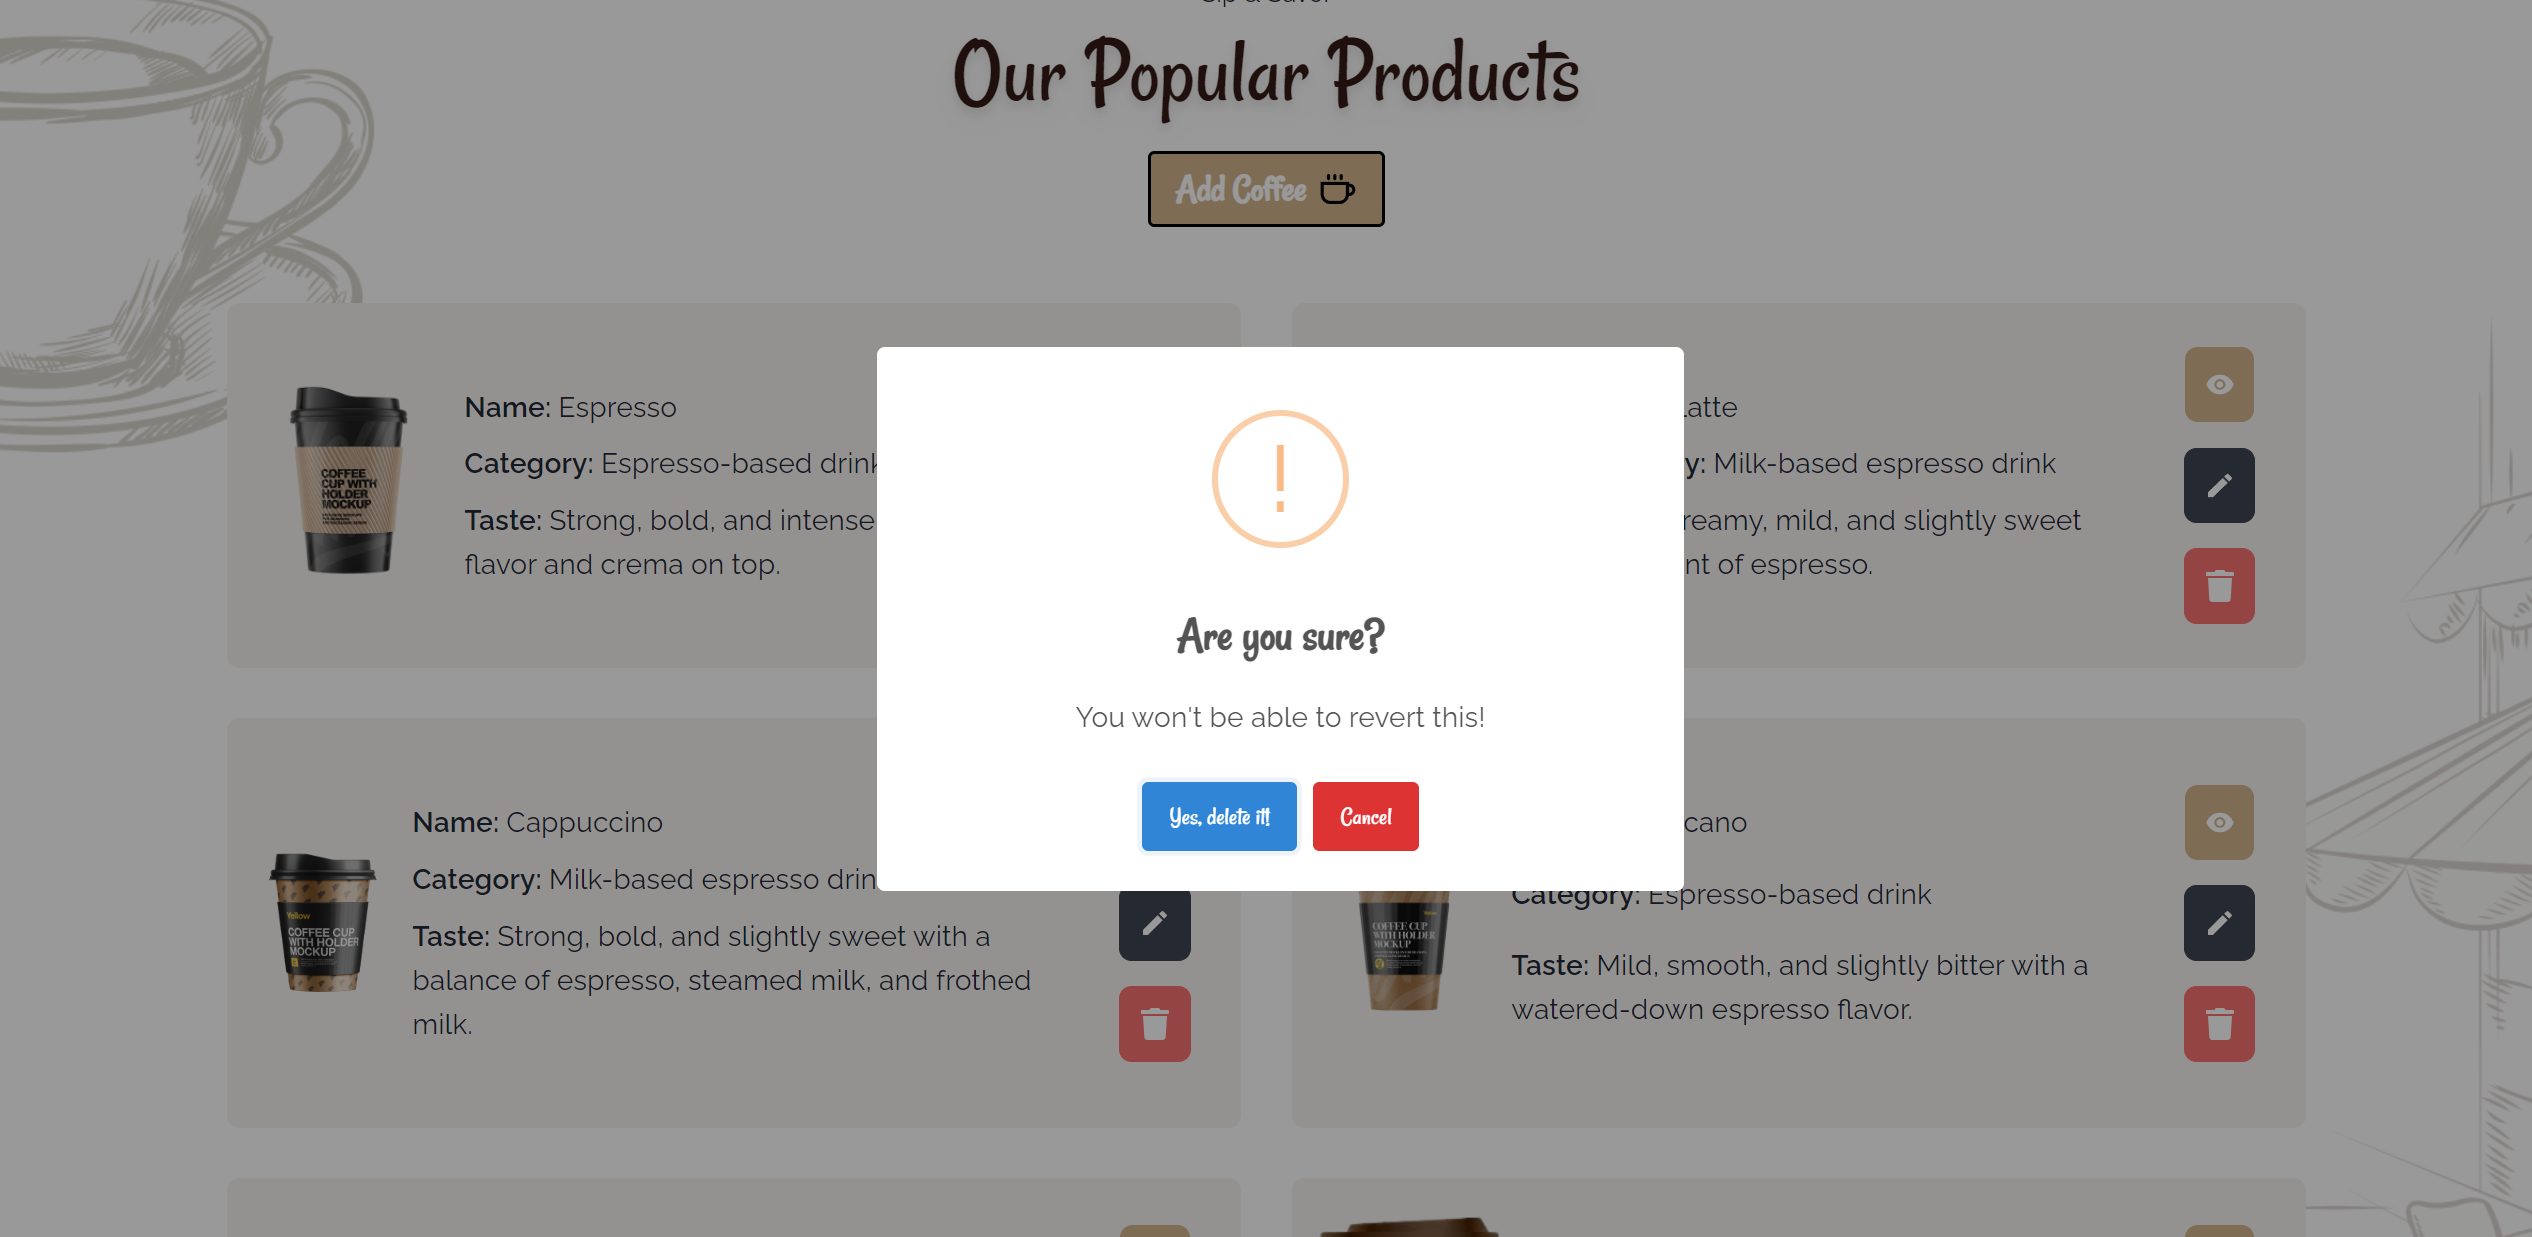 Sip & Savor
Our Popular Products
Add Coffee
Name: Espresso
Category: Espresso-based drink
Taste: Strong, bold, and intense
flavor and crema on top.
COFFEE
CUP WITH
HOLDER
MOCKUP
atte
y: Milk-based espresso drink
reamy, mild, and slightly sweet
nt of espresso.
!
Are you sure?
You won't be able to revert this!
Yes, delete it!
Cancel
Name: Cappuccino
Category: Milk-based espresso drin
Taste: Strong, bold, and slightly sweet with a
balance of espresso, steamed milk, and frothed
milk.
Yellow
COFFEE CUP
WITH HOLDER
MOCKUP
cano
Category: Espresso-based drink
Taste: Mild, smooth, and slightly bitter with a
watered-down espresso flavor.
COFFEE CUP
WITH HOLDER
MOCKUP